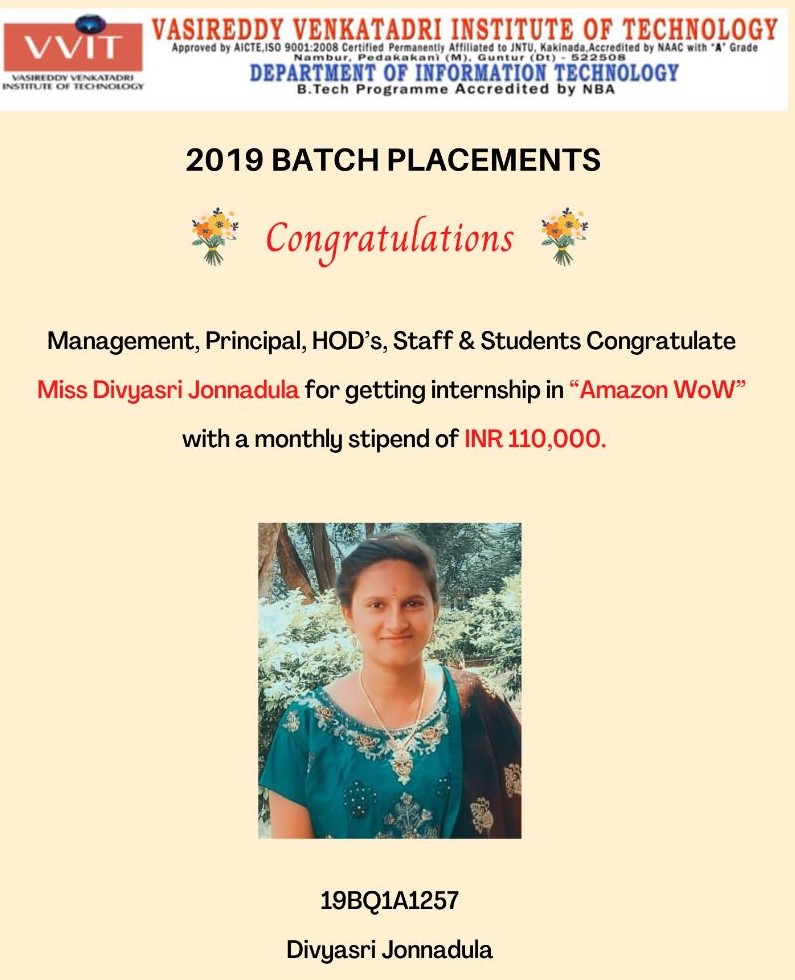 VVIT
VASIREDDY VENKATADRI
INSTITUTE OF TECHNOLOGY
VASIREDDY VENKATADRI INSTITUTE OF TECHNOLOGY
Approved by AICTE,ISO 9001:2008 Certified Permanently Affiliated to JNTU, Kakinada,Accredited by NAAC with "A" Grade
Nambur, Pedakakani (M), Guntur (Dt) - 522508
DEPARTMENT OF INFORMATION TECHNOLOGY
B.Tech Programme Accredited by NBA
2019 BATCH PLACEMENTS
Congratulations
Management, Principal, HOD's, Staff & Students Congratulate
Miss Divyasri Jonnadula for getting internship in “Amazon WoW”
with a monthly stipend of INR 110,000.
19BQ1A1257
Divyasri Jonnadula